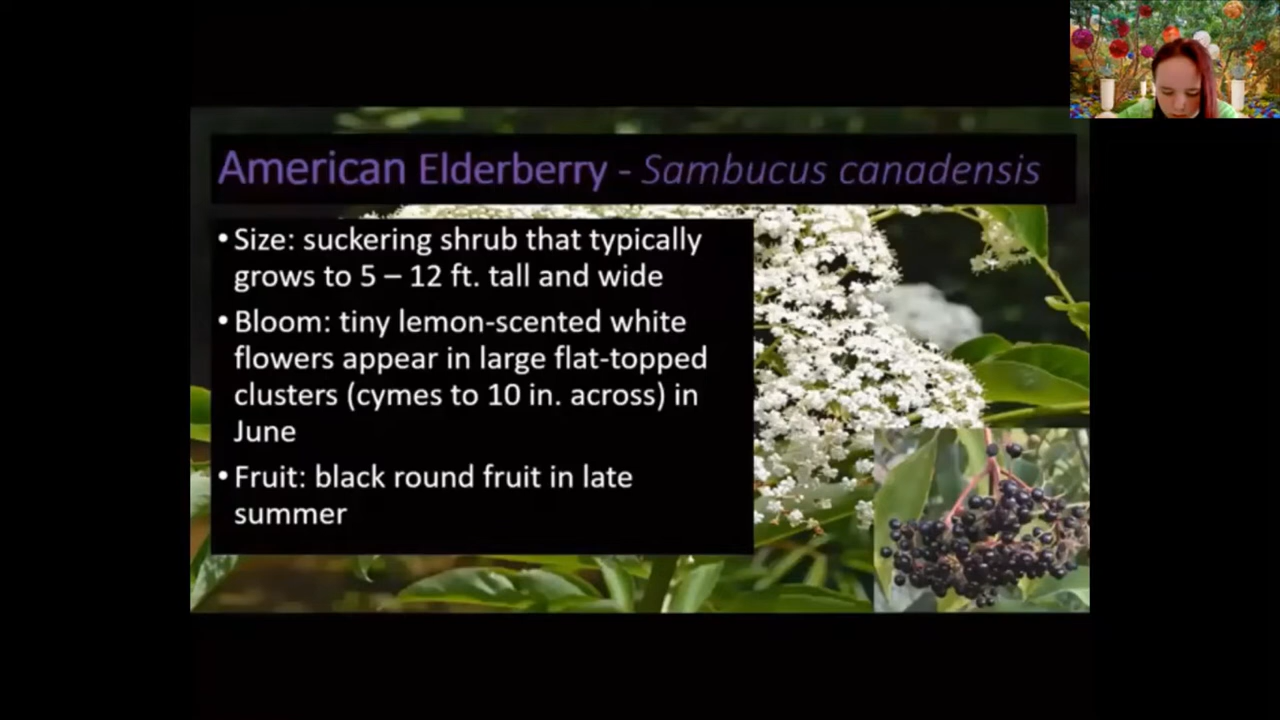 American Elderberry - Sambucus canadensis
• Size: suckering shrub that typically
grows to 5 – 12 ft. tall and wide
• Bloom: tiny lemon-scented white
flowers appear in large flat-topped
clusters (cymes to 10 in. across) in
June
• Fruit: black round fruit in late
summer